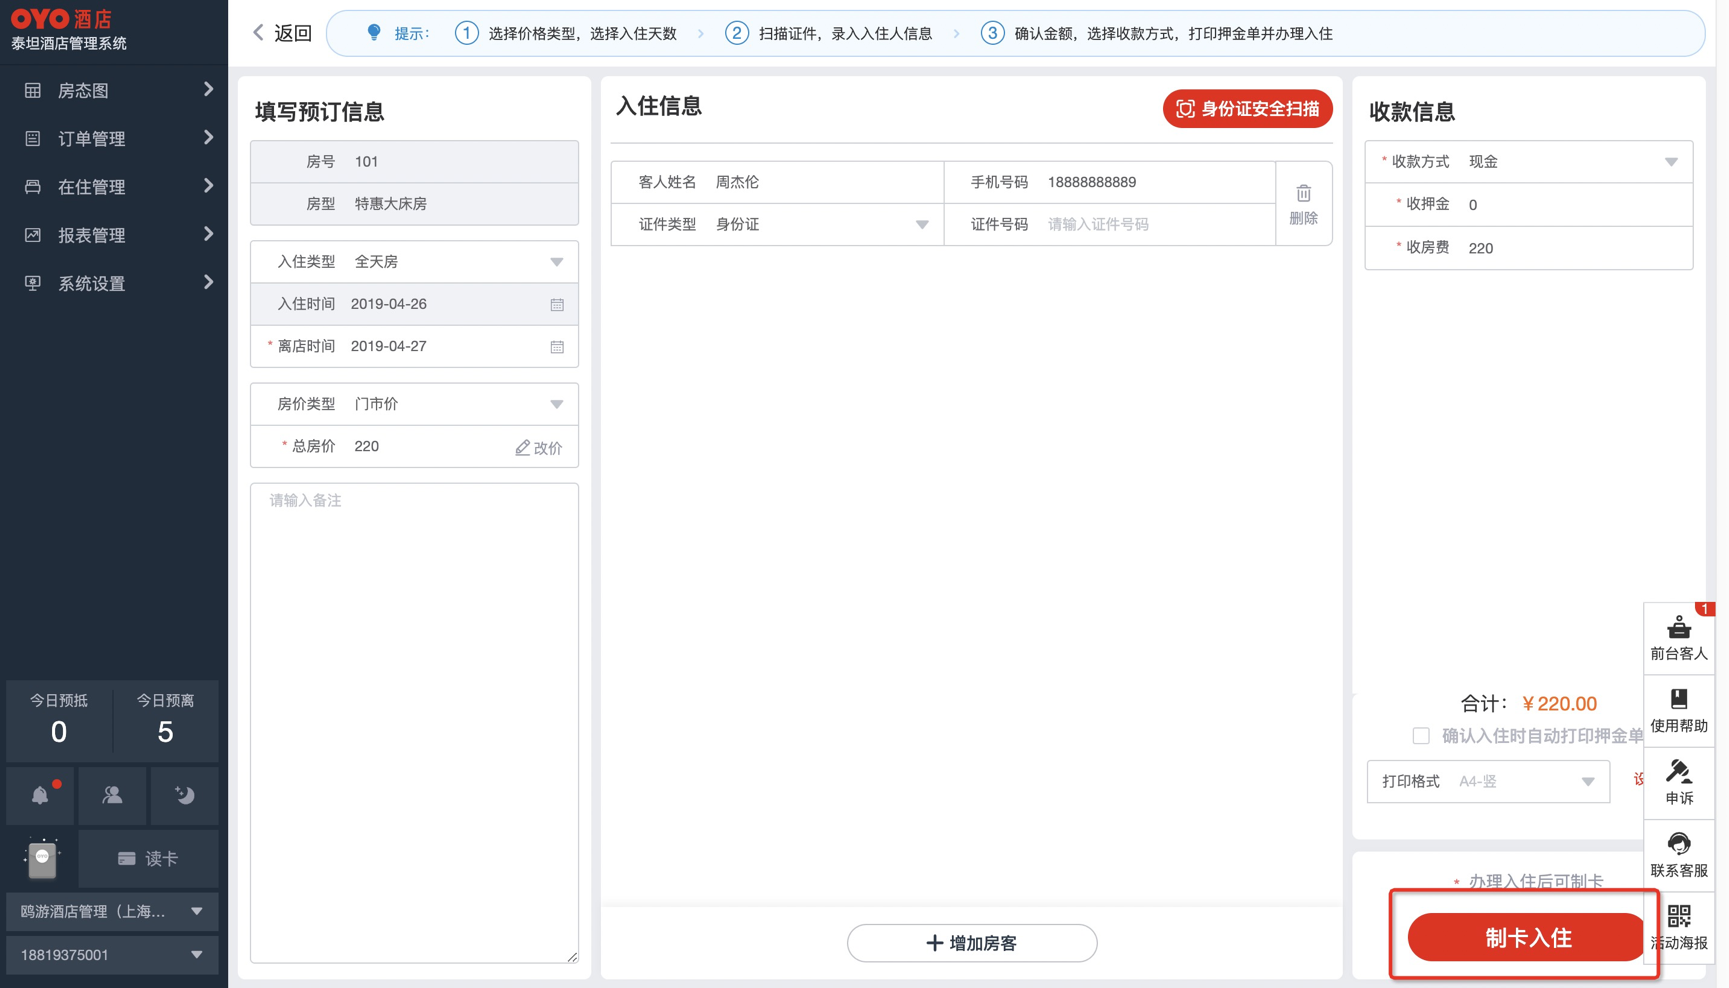 OYO 酒店
泰坦酒店管理系统
房态图
订单管理
在住管理
报表管理
系统设置
今日预抵
0
今日预离
5
读卡
鸥游酒店管理（上海...
18819375001
返回
提示：
1 选择价格类型，选择入住天数
2 扫描证件，录入入住人信息
3 确认金额，选择收款方式，打印押金单并办理入住
填写预订信息
房号 101
房型 特惠大床房
入住类型 全天房
入住时间 2019-04-26
* 离店时间 2019-04-27
房价类型 门市价
* 总房价 220 改价
请输入备注
入住信息
身份证安全扫描
客人姓名 周杰伦
手机号码 18888888889
证件类型 身份证
证件号码 请输入证件号码
删除
增加房客
收款信息
* 收款方式 现金
* 收押金 0
* 收房费 220
合计： ￥220.00
确认入住时自动打印押金单
打印格式 A4-竖
* 办理入住后可制卡
制卡入住
1
前台客人
使用帮助
申诉
联系客服
活动海报